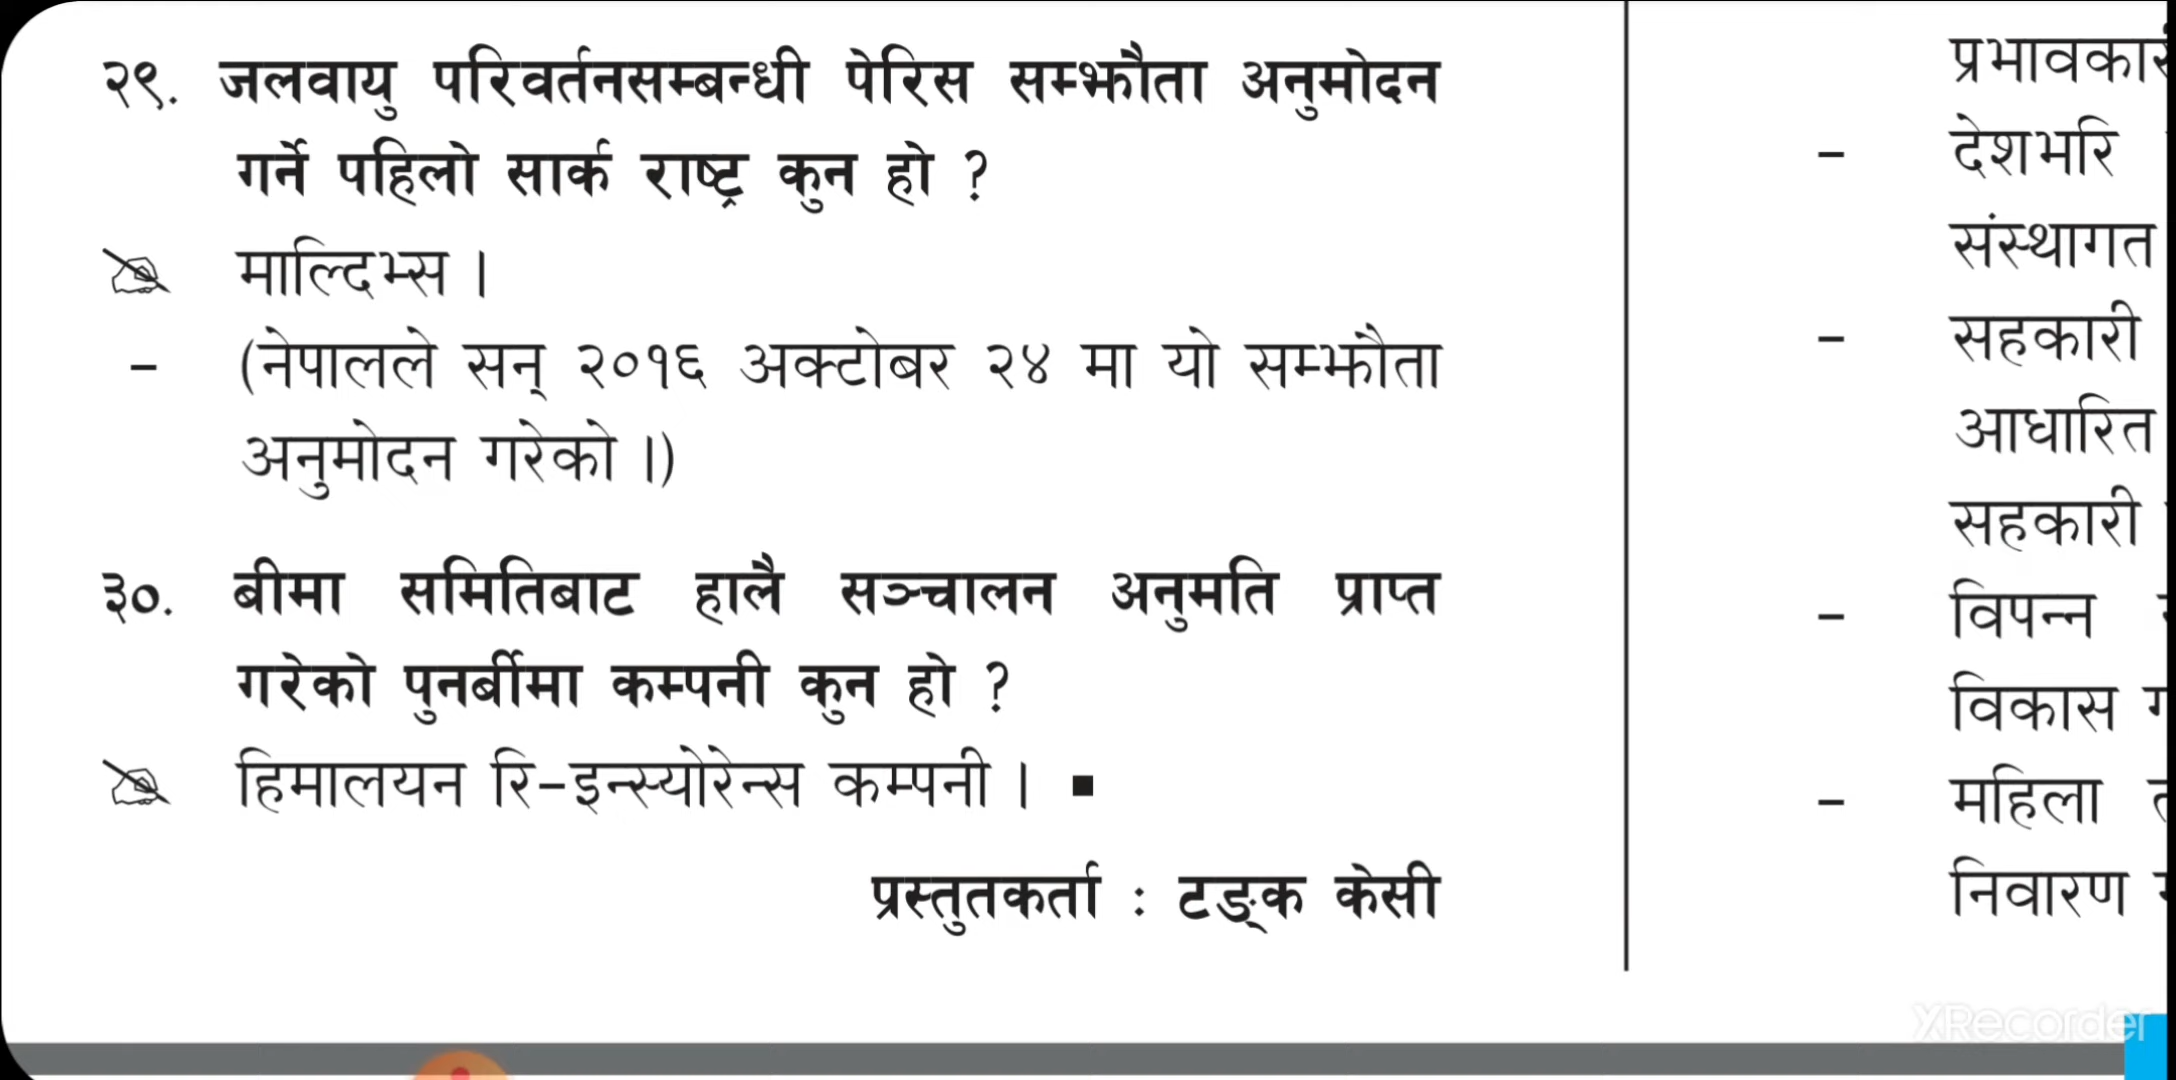 २९. जलवायु परिवर्तनसम्बन्धी पेरिस सम्झौता अनुमोदन
गर्ने पहिलो सार्क राष्ट्र कुन हो ?
माल्दिभ्स ।
– (नेपालले सन् २०१६ अक्टोबर २४ मा यो सम्झौता
अनुमोदन गरेको ।)
३०. बीमा समितिबाट हालै सञ्चालन अनुमति प्राप्त
गरेको पुनर्बीमा कम्पनी कुन हो ?
हिमालयन रि-इन्स्योरेन्स कम्पनी । ▪
प्रस्तुतकर्ता : टङ्क केसी
– देशभरि
संस्थागत
– सहकारी
आधारित
सहकारी
– विपन्न
विकास
– महिला
निवारण
XRecorder